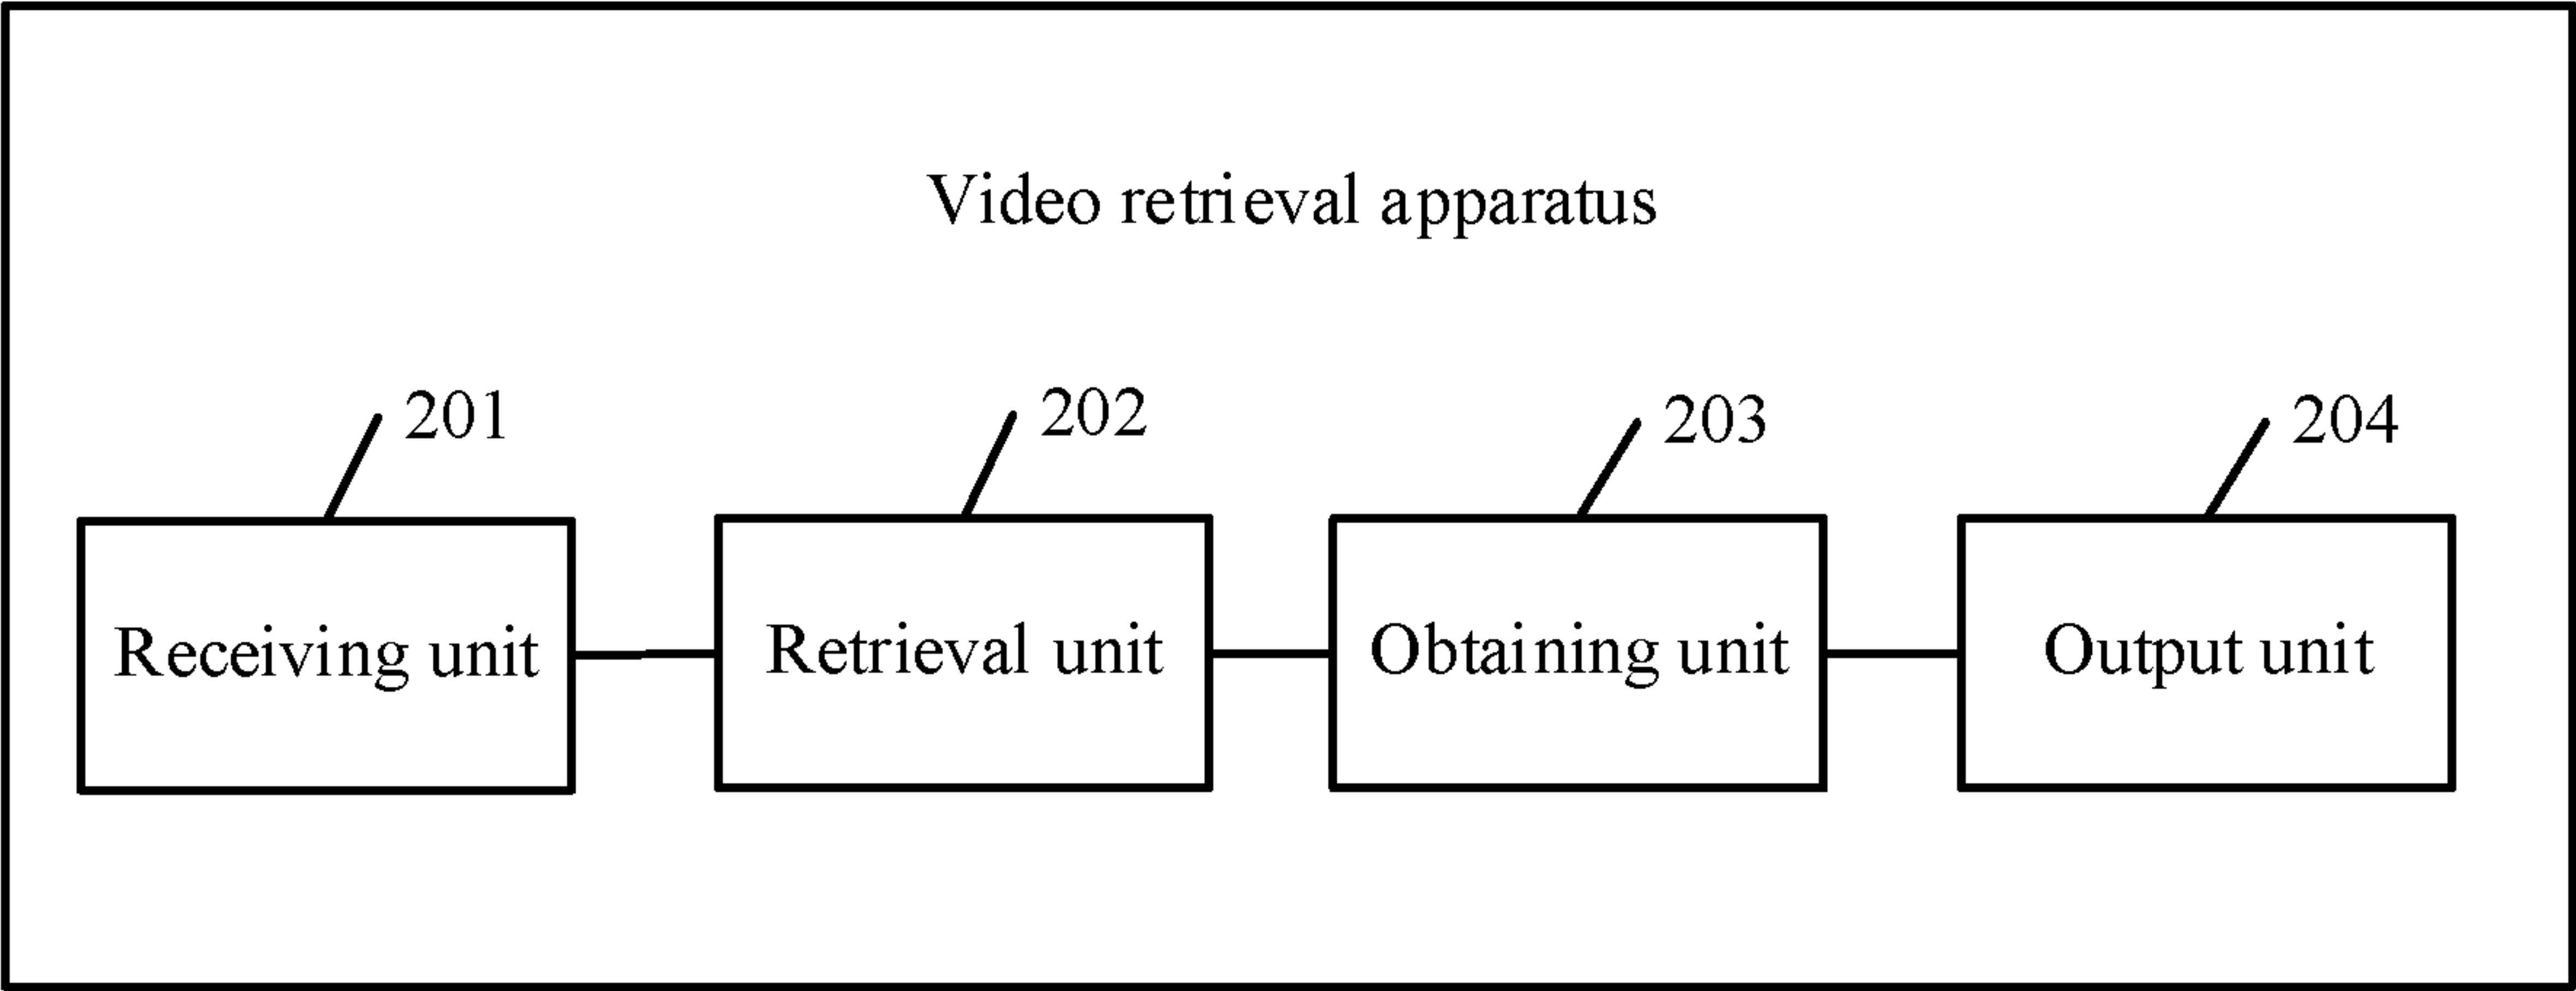 Video retrieval apparatus
201
202
203
204
Receiving unit
Retrieval unit
Obtaining unit
Output unit